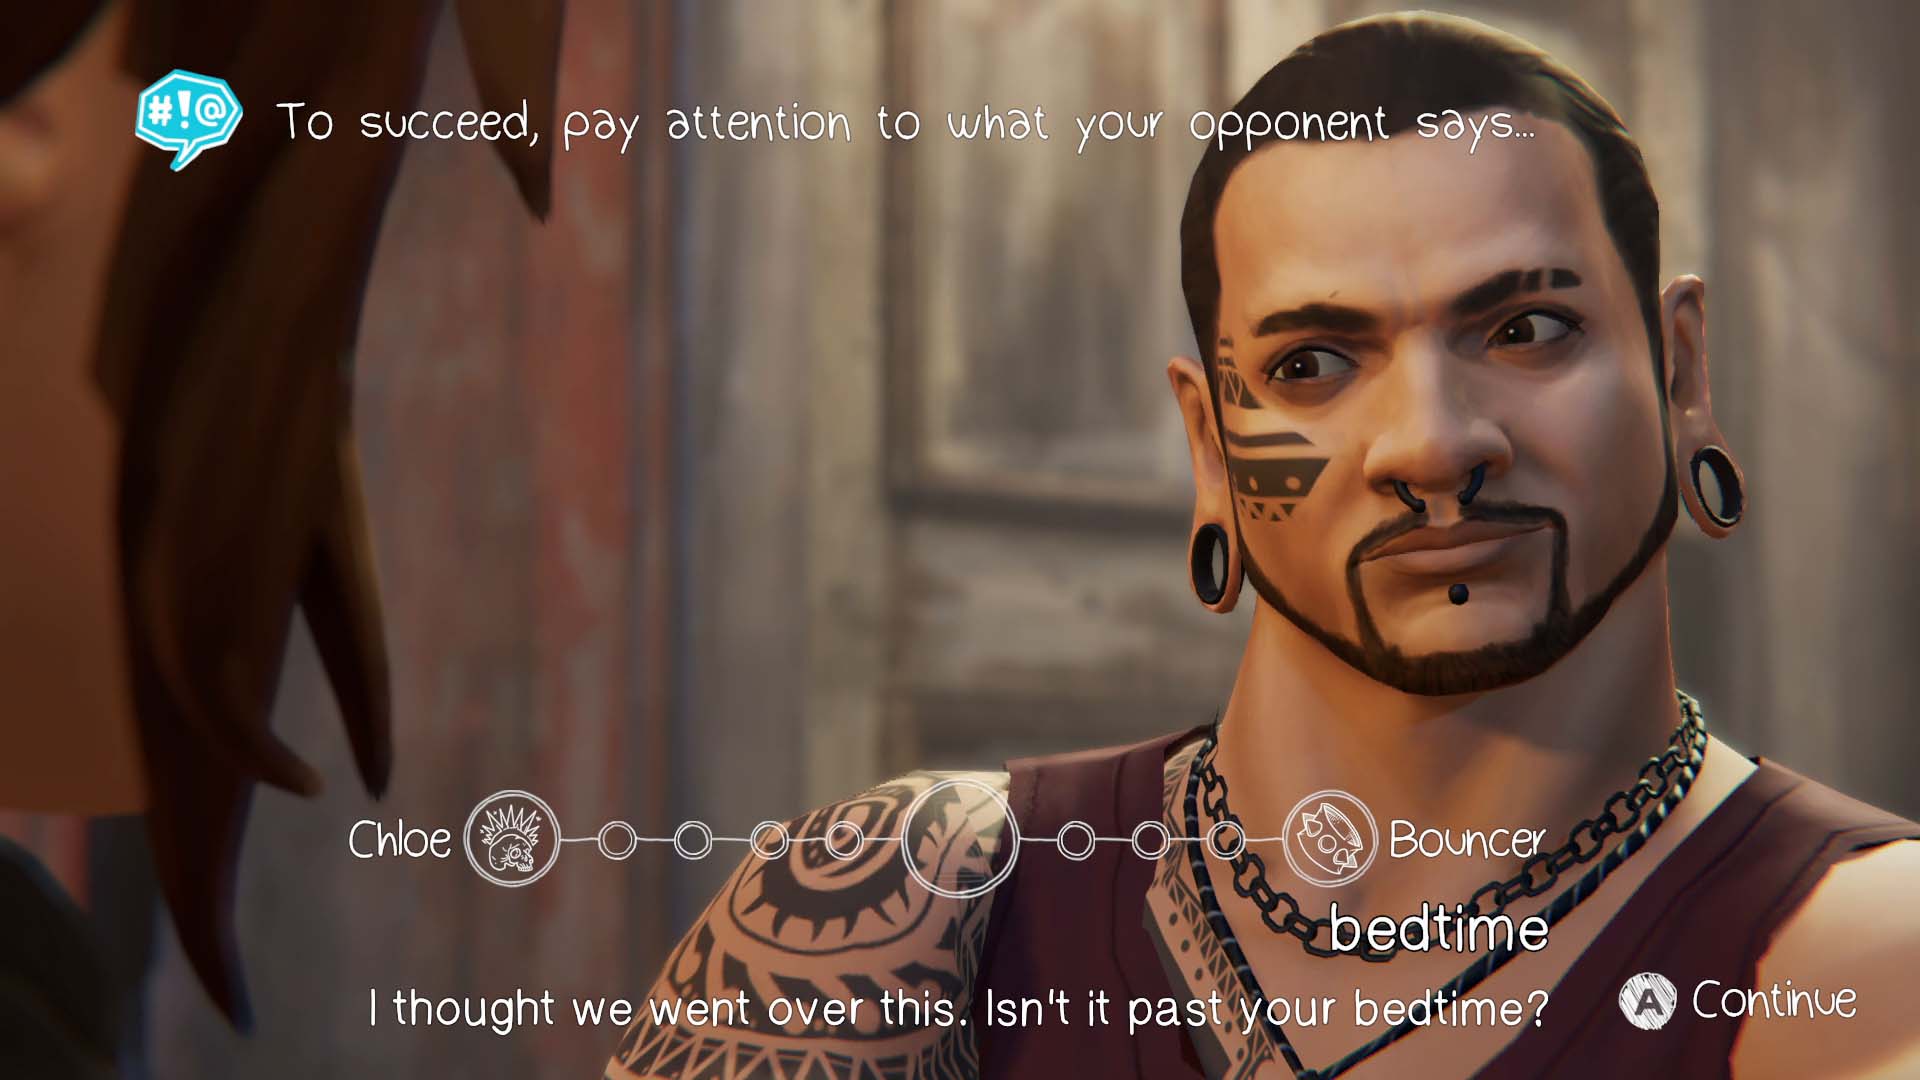 #!@
To succeed, pay attention to what your opponent says...
Chloe
Bouncer
bedtime
I thought we went over this. Isn't it past your bedtime?
A Continue